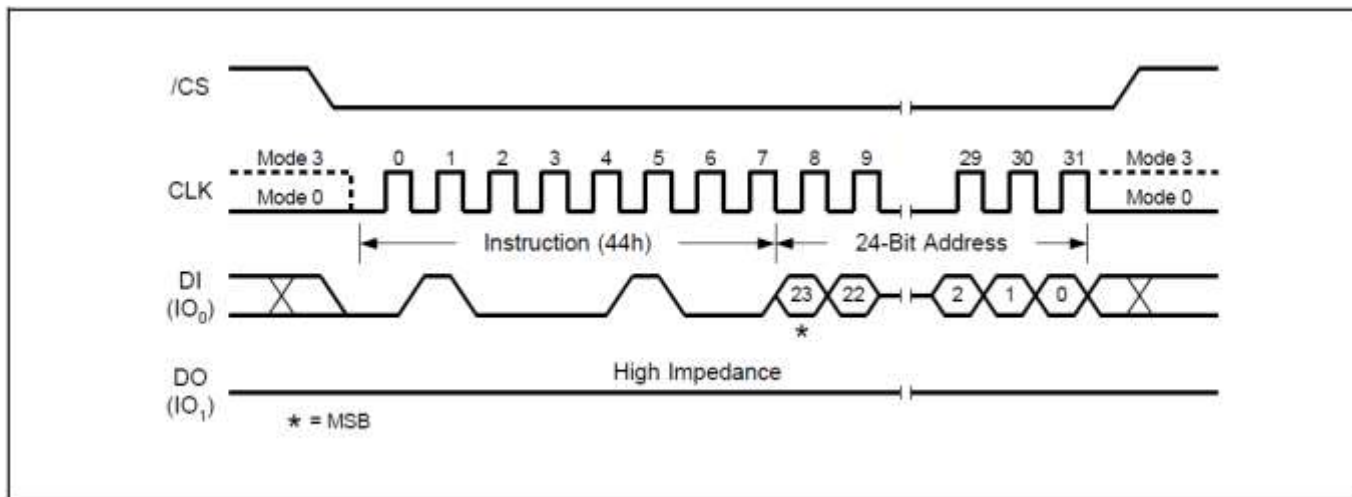 /CS
Mode 3 0 1 2 3 4 5 6 7 8 9 29 30 31 Mode 3
CLK Mode 0 Mode 0
Instruction (44h) 24-Bit Address
DI
(IO₀) 23 22 2 1 0
*
DO High Impedance
(IO₁)
* = MSB